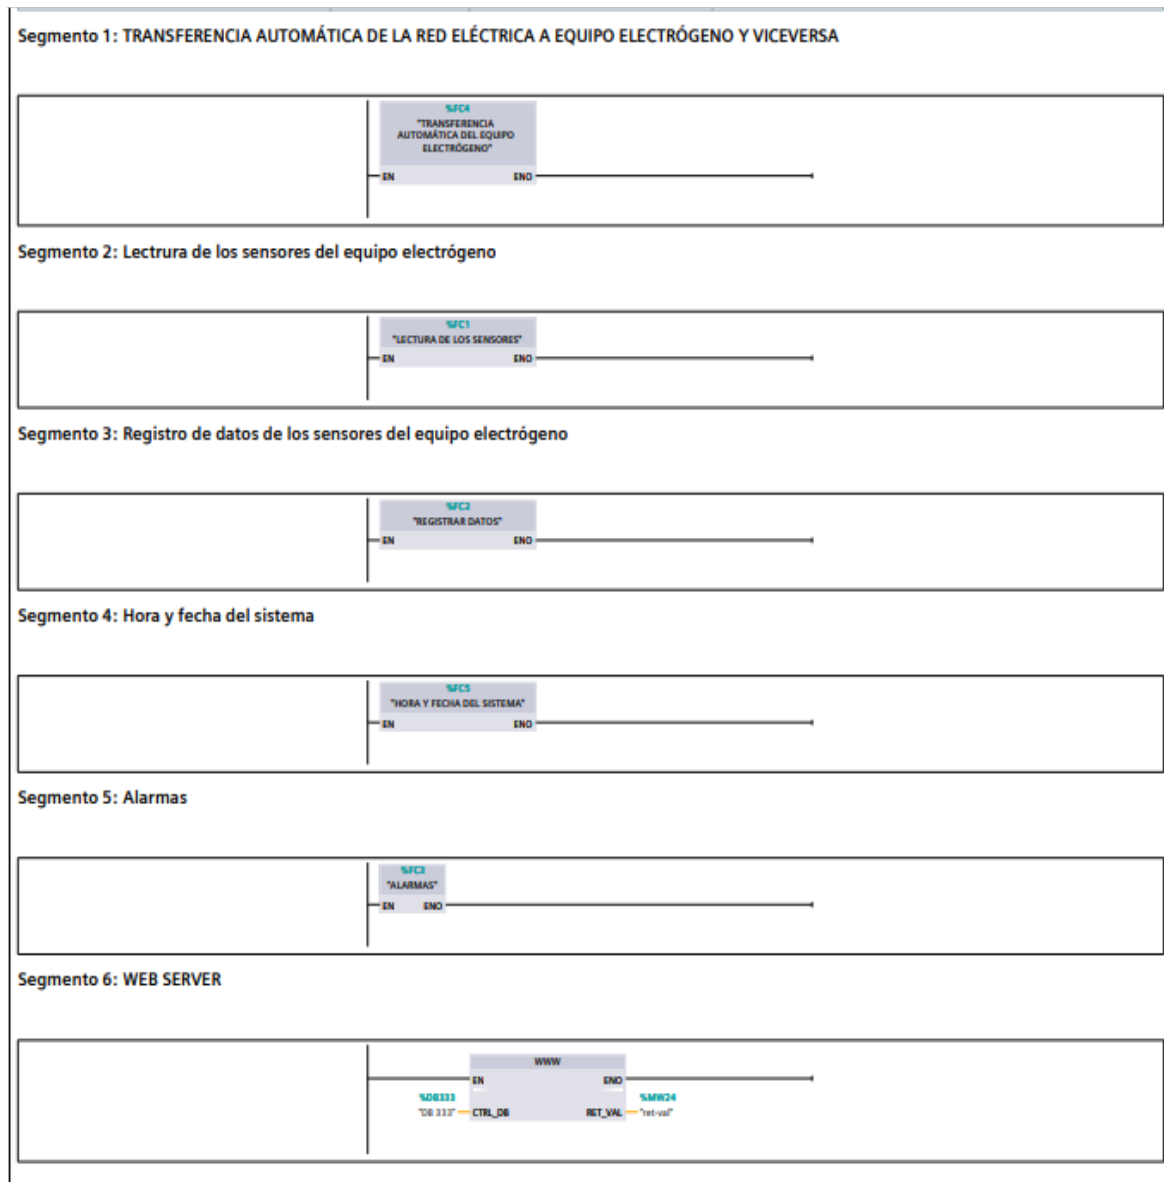 Segmento 1: TRANSFERENCIA AUTOMÁTICA DE LA RED ELÉCTRICA A EQUIPO ELECTRÓGENO Y VICEVERSA
%FC4
"TRANSFERENCIA
AUTOMÁTICA DEL EQUIPO
ELECTRÓGENO"
EN ENO
Segmento 2: Lectrura de los sensores del equipo electrógeno
%FC1
"LECTURA DE LOS SENSORES"
EN ENO
Segmento 3: Registro de datos de los sensores del equipo electrógeno
%FC2
"REGISTRAR DATOS"
EN ENO
Segmento 4: Hora y fecha del sistema
%FC5
"HORA Y FECHA DEL SISTEMA"
EN ENO
Segmento 5: Alarmas
%FC3
"ALARMAS"
EN ENO
Segmento 6: WEB SERVER
WWW
EN ENO
%DB333 %MW24
"DB 333" CTRL_DB RET_VAL "ret-val"